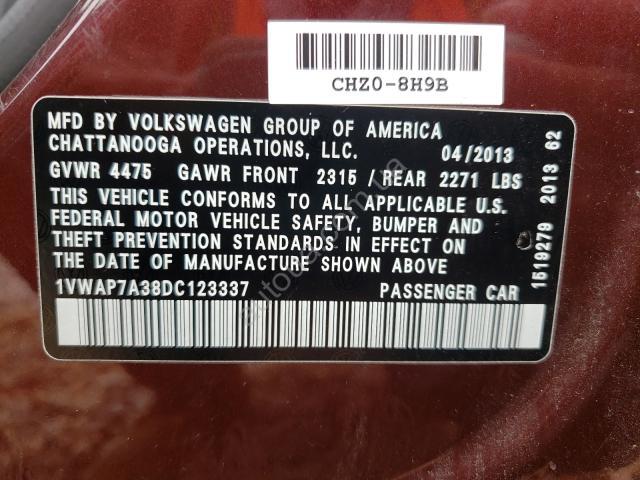 CHZ0-8H9B
MFD BY VOLKSWAGEN GROUP OF AMERICA
CHATTANOOGA OPERATIONS, LLC. 04/2013
GVWR 4475 GAWR FRONT 2315 / REAR 2271 LBS
THIS VEHICLE CONFORMS TO ALL APPLICABLE U.S.
FEDERAL MOTOR VEHICLE SAFETY, BUMPER AND
THEFT PREVENTION STANDARDS IN EFFECT ON
THE DATE OF MANUFACTURE SHOWN ABOVE
1VWAP7A38DC123337 PASSENGER CAR
1519279 2013 62